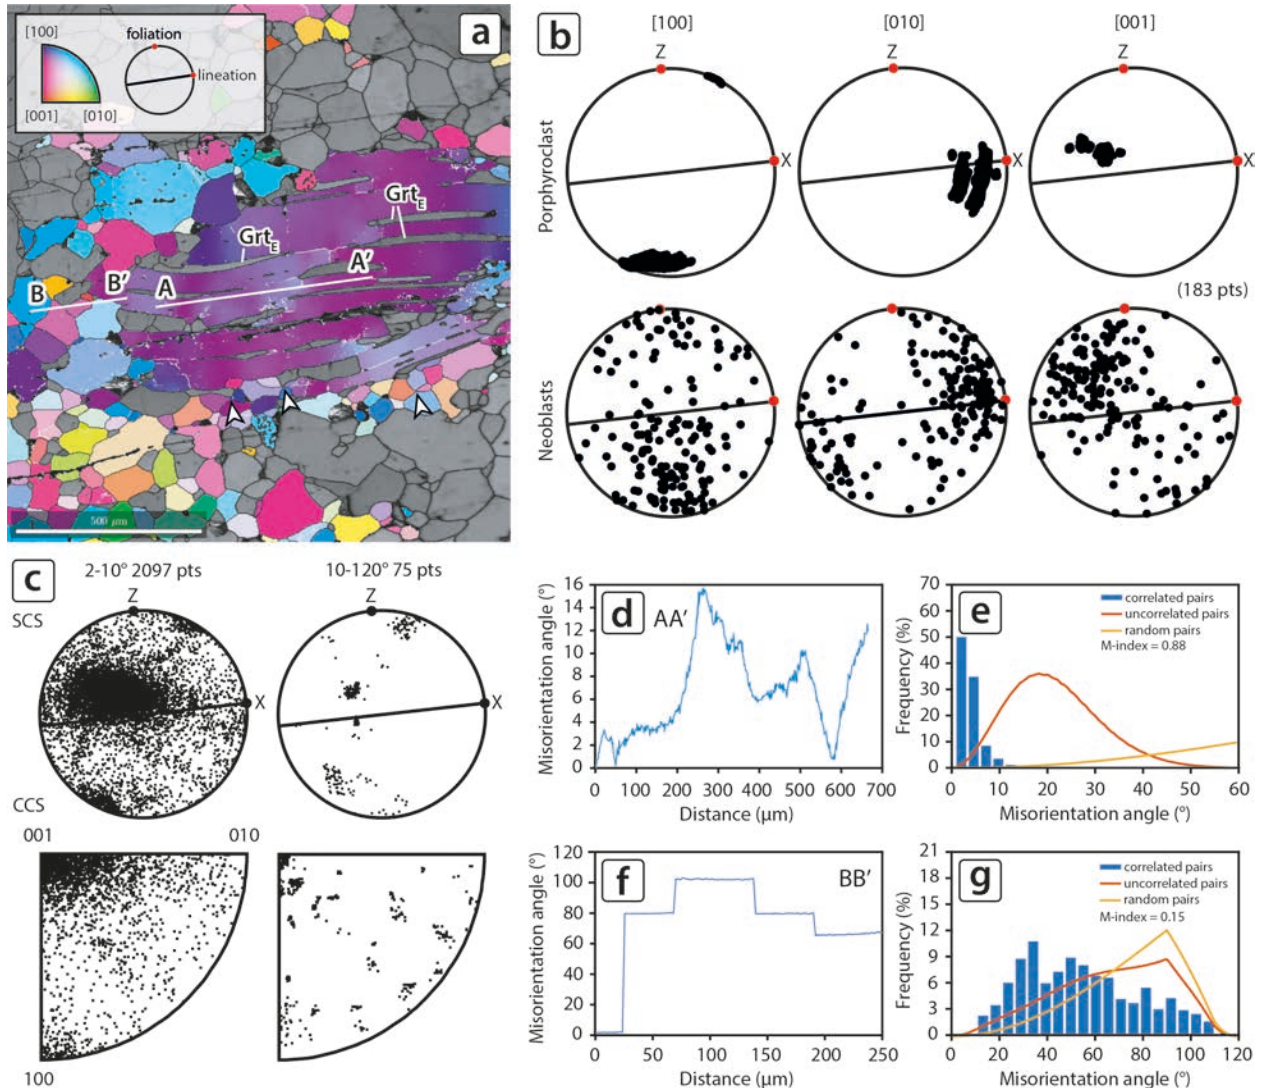 a
[100]
foliation
lineation
[001]
[010]
Grt_E
Grt_E
A'
B'
A
B
500 µm
b
[100]
[010]
[001]
Z
Z
Z
X
X
X
Porphyroclast
(183 pts)
Neoblasts
c
2-10° 2097 pts
10-120° 75 pts
SCS
Z
Z
X
X
CCS
001
010
100
d
AA'
Misorientation angle (°)
16
14
12
10
8
6
4
2
0
0
100
200
300
400
500
600
700
Distance (µm)
e
correlated pairs
uncorrelated pairs
random pairs
M-index = 0.88
Frequency (%)
70
60
50
40
30
20
10
0
0
10
20
30
40
50
60
Misorientation angle (°)
f
BB'
Misorientation angle (°)
120
100
80
60
40
20
0
0
50
100
150
200
250
Distance (µm)
g
correlated pairs
uncorrelated pairs
random pairs
M-index = 0.15
Frequency (%)
21
18
15
12
9
6
3
0
0
20
40
60
80
100
120
Misorientation angle (°)